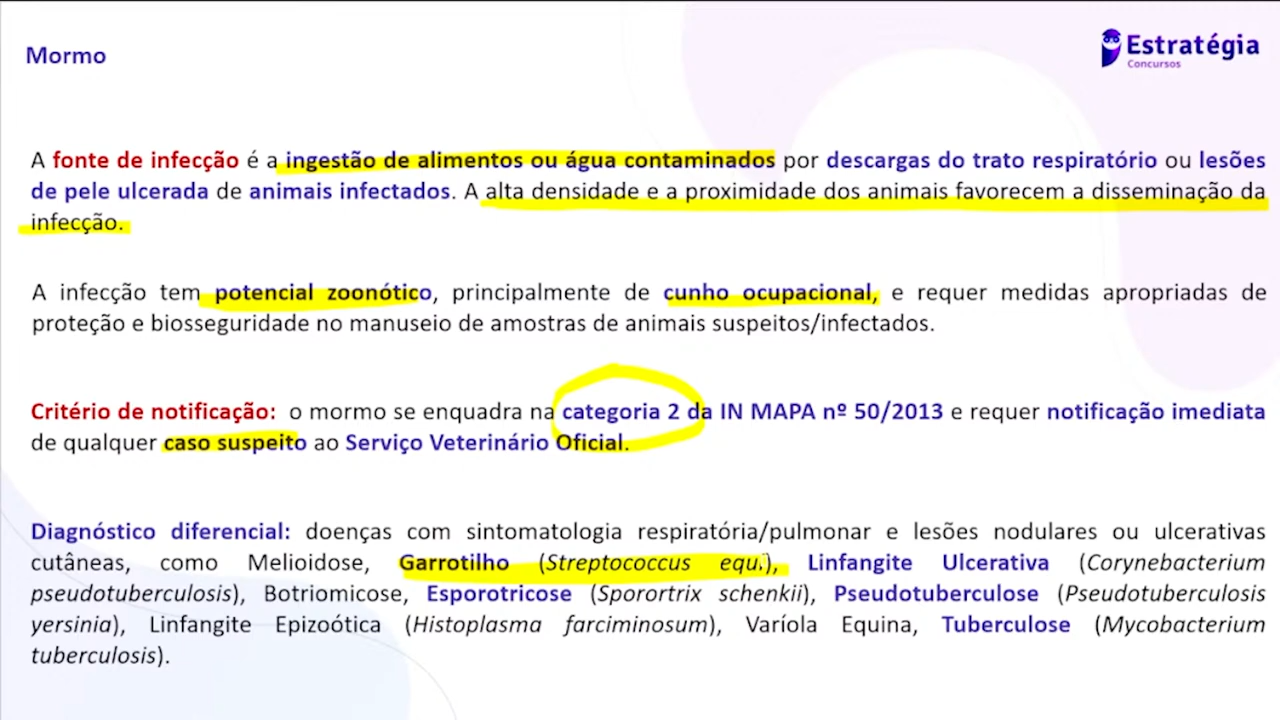 Mormo
Estratégia
Concursos
A fonte de infecção é a ingestão de alimentos ou água contaminados por descargas do trato respiratório ou lesões
de pele ulcerada de animais infectados. A alta densidade e a proximidade dos animais favorecem a disseminação da
infecção.
A infecção tem potencial zoonótico, principalmente de cunho ocupacional, e requer medidas apropriadas de
proteção e biosseguridade no manuseio de amostras de animais suspeitos/infectados.
Critério de notificação: o mormo se enquadra na categoria 2 da IN MAPA nº 50/2013 e requer notificação imediata
de qualquer caso suspeito ao Serviço Veterinário Oficial.
Diagnóstico diferencial: doenças com sintomatologia respiratória/pulmonar e lesões nodulares ou ulcerativas
cutâneas, como Melioidose, Garrotilho (Streptococcus equi), Linfangite Ulcerativa (Corynebacterium
pseudotuberculosis), Botriomicose, Esporotricose (Sporortrix schenkii), Pseudotuberculose (Pseudotuberculosis
yersinia), Linfangite Epizoótica (Histoplasma farciminosum), Varíola Equina, Tuberculose (Mycobacterium
tuberculosis).